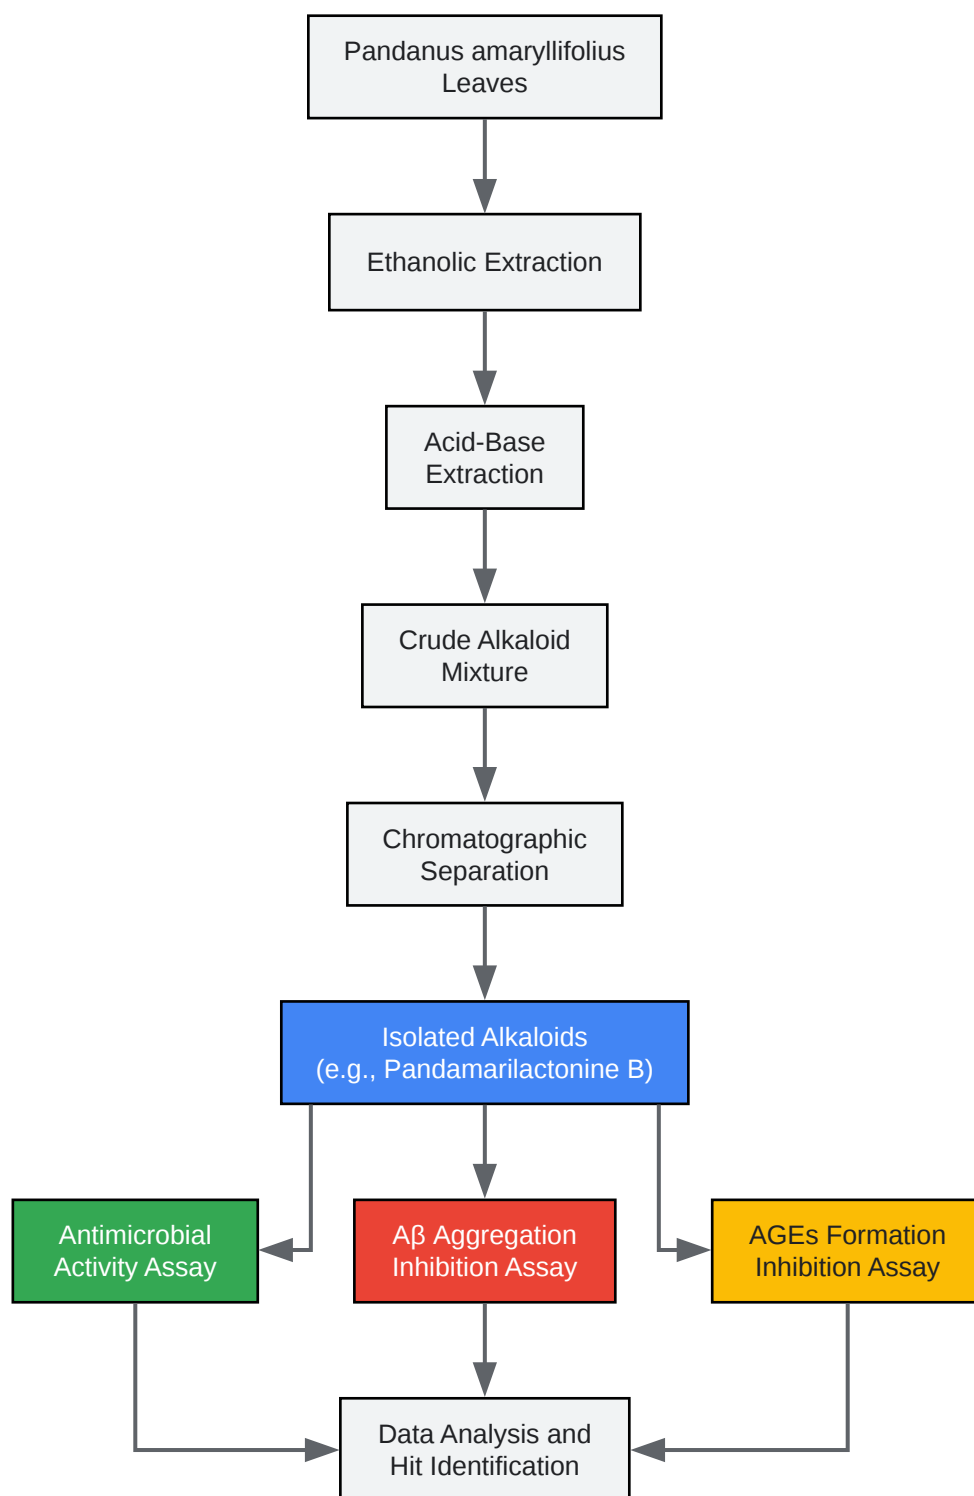 Pandanus amaryllifolius
Leaves
Ethanolic Extraction
Acid-Base
Extraction
Crude Alkaloid
Mixture
Chromatographic
Separation
Isolated Alkaloids
(e.g., Pandamarilactonine B)
Antimicrobial
Activity Assay
Aβ Aggregation
Inhibition Assay
AGEs Formation
Inhibition Assay
Data Analysis and
Hit Identification